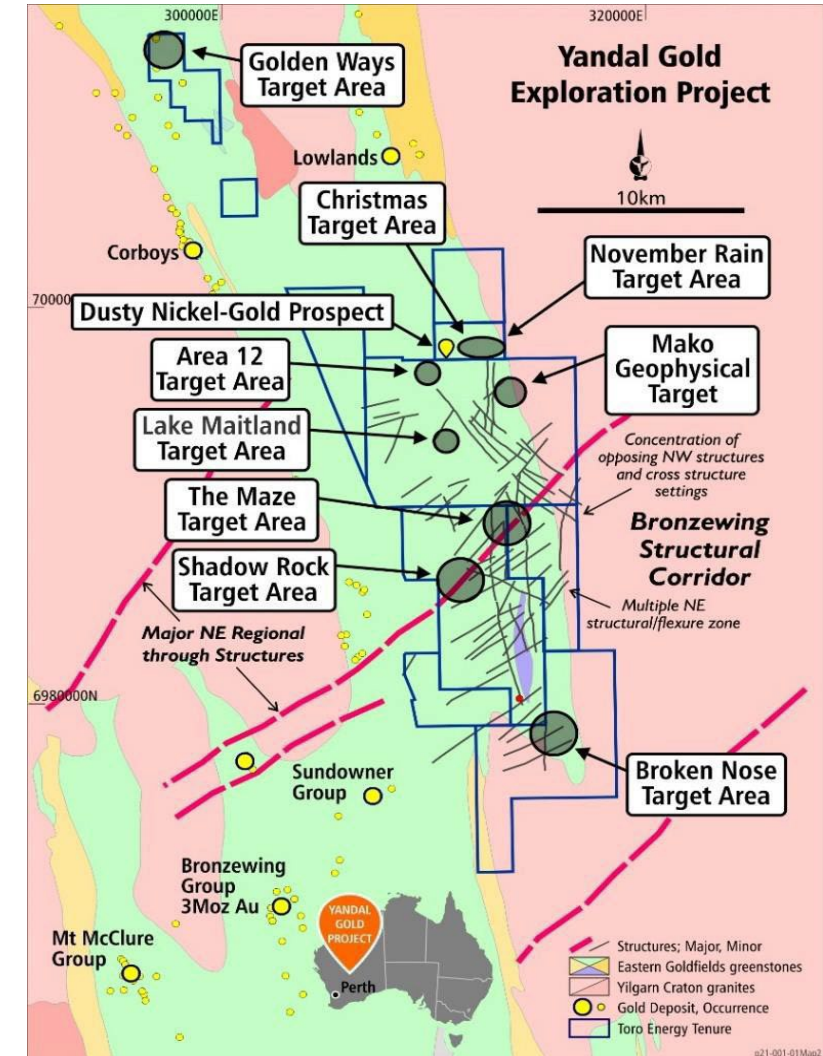 300000E
320000E
Yandal Gold
Exploration Project
10km
Golden Ways
Target Area
Lowlands
Christmas
Target Area
Corboys
November Rain
Target Area
70000
Dusty Nickel-Gold Prospect
Area 12
Target Area
Mako
Geophysical
Target
Lake Maitland
Target Area
Concentration of
opposing NW structures
and cross structure
settings
The Maze
Target Area
Bronzewing
Structural
Corridor
Shadow Rock
Target Area
Multiple NE
structural/flexure zone
Major NE Regional
through Structures
6980000N
Sundowner
Group
Broken Nose
Target Area
Bronzewing
Group
3Moz Au
YANDAL
GOLD
PROJECT
Mt McClure
Group
Perth
Structures; Major, Minor
Eastern Goldfields greenstones
Yilgarn Craton granites
Gold Deposit, Occurrence
Toro Energy Tenure
g21-001-01Map3